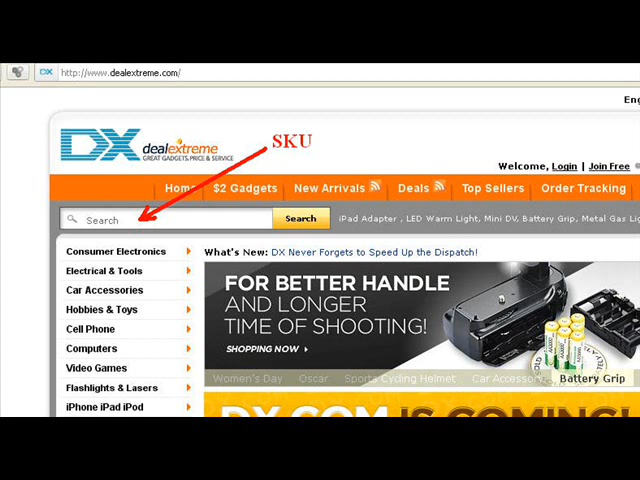 http://www.dealextreme.com/
Eng
DX dealextreme
GREAT GADGETS, PRICE & SERVICE
SKU
Welcome, Login | Join Free
Home $2 Gadgets New Arrivals Deals Top Sellers Order Tracking
Search Search iPad Adapter , LED Warm Light, Mini DV, Battery Grip, Metal Gas Lig
Consumer Electronics
Electrical & Tools
Car Accessories
Hobbies & Toys
Cell Phone
Computers
Video Games
Flashlights & Lasers
iPhone iPad iPod
What's New: DX Never Forgets to Speed Up the Dispatch!
FOR BETTER HANDLE
AND LONGER
TIME OF SHOOTING!
SHOPPING NOW
Women's Day Oscar Sports Cycling Helmet Car Accessory Battery Grip
DX.COM IS COMING!